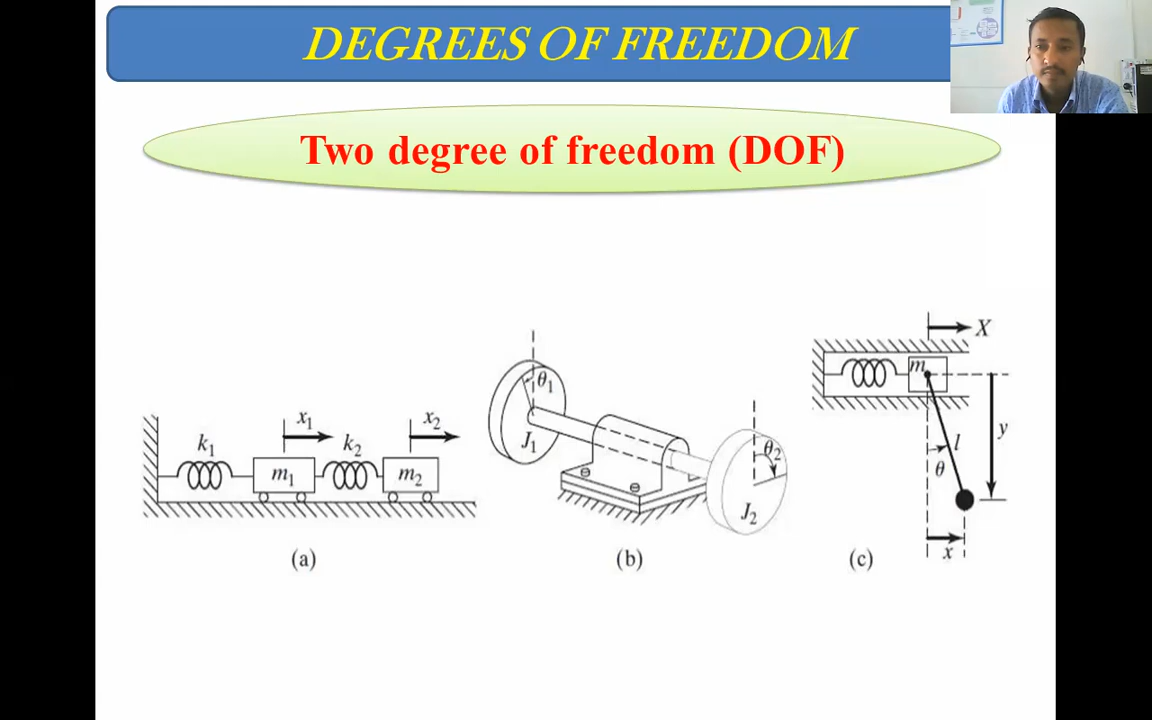 DEGREES OF FREEDOM
Two degree of freedom (DOF)
k₁
x₁
k₂
x₂
m₁
m₂
(a)
θ₁
J₁
θ₂
J₂
(b)
X
m
y
l
θ
x
(c)